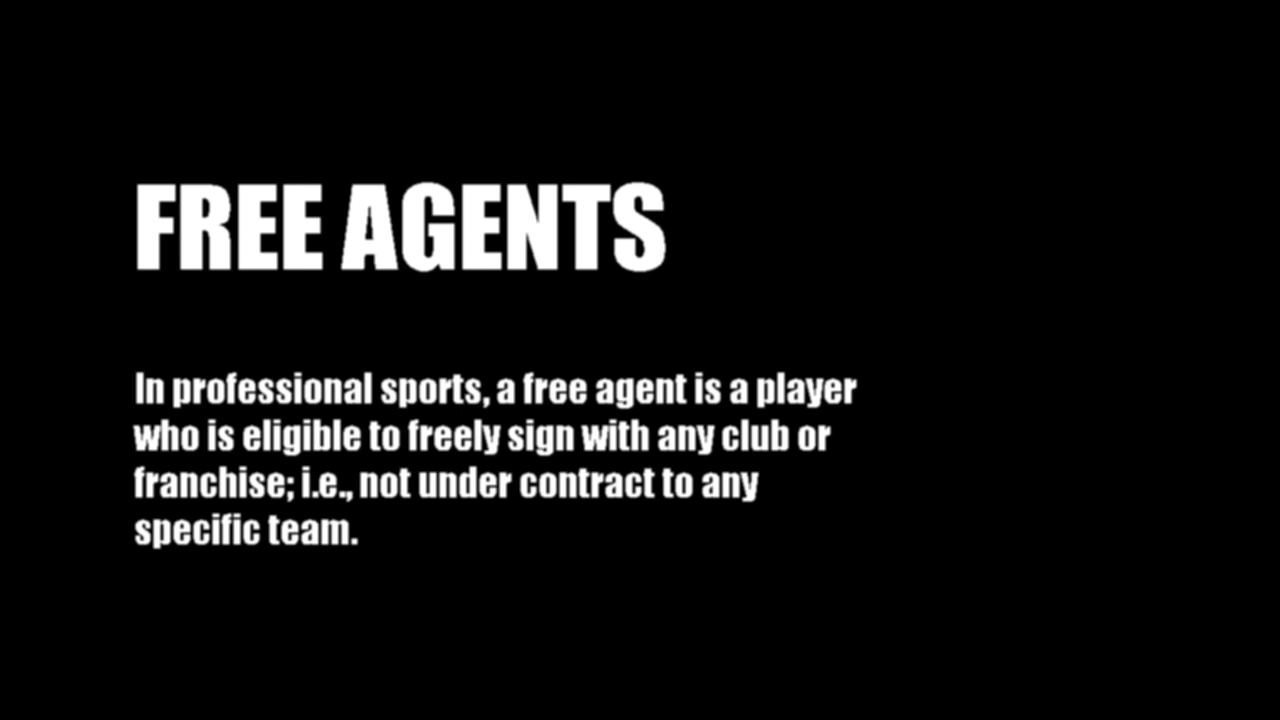 FREE AGENTS
In professional sports, a free agent is a player
who is eligible to freely sign with any club or
franchise; i.e., not under contract to any
specific team.